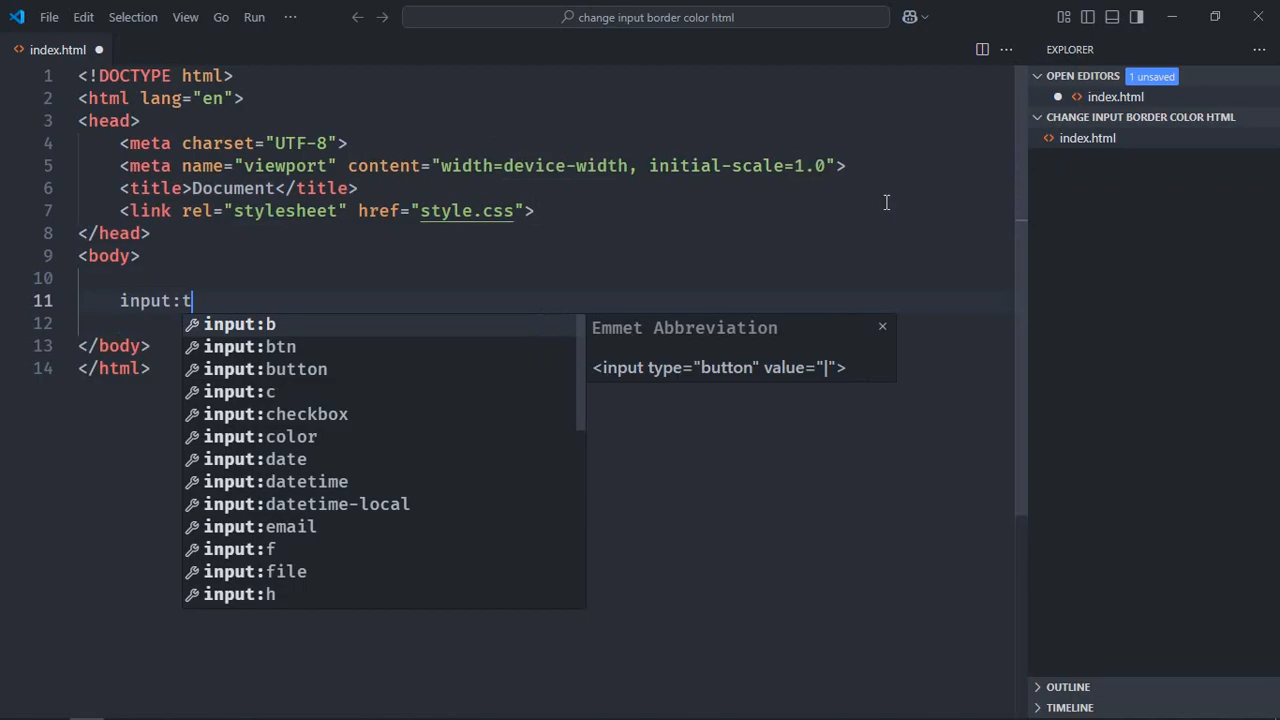 File Edit Selection View Go Run ··· change input border color html
index.html
1 <!DOCTYPE html>
2 <html lang="en">
3 <head>
4 <meta charset="UTF-8">
5 <meta name="viewport" content="width=device-width, initial-scale=1.0">
6 <title>Document</title>
7 <link rel="stylesheet" href="style.css">
8 </head>
9 <body>
10
11 input:t
12
13 </body>
14 </html>
input:b
input:btn
input:button
input:c
input:checkbox
input:color
input:date
input:datetime
input:datetime-local
input:email
input:f
input:file
input:h
Emmet Abbreviation
<input type="button" value="|">
EXPLORER
OPEN EDITORS 1 unsaved
index.html
CHANGE INPUT BORDER COLOR HTML
index.html
OUTLINE
TIMELINE